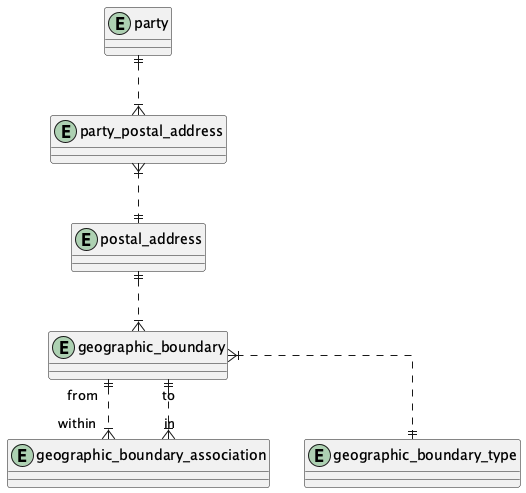 E party
E party_postal_address
E postal_address
E geographic_boundary
from to
within in
E geographic_boundary_association
E geographic_boundary_type